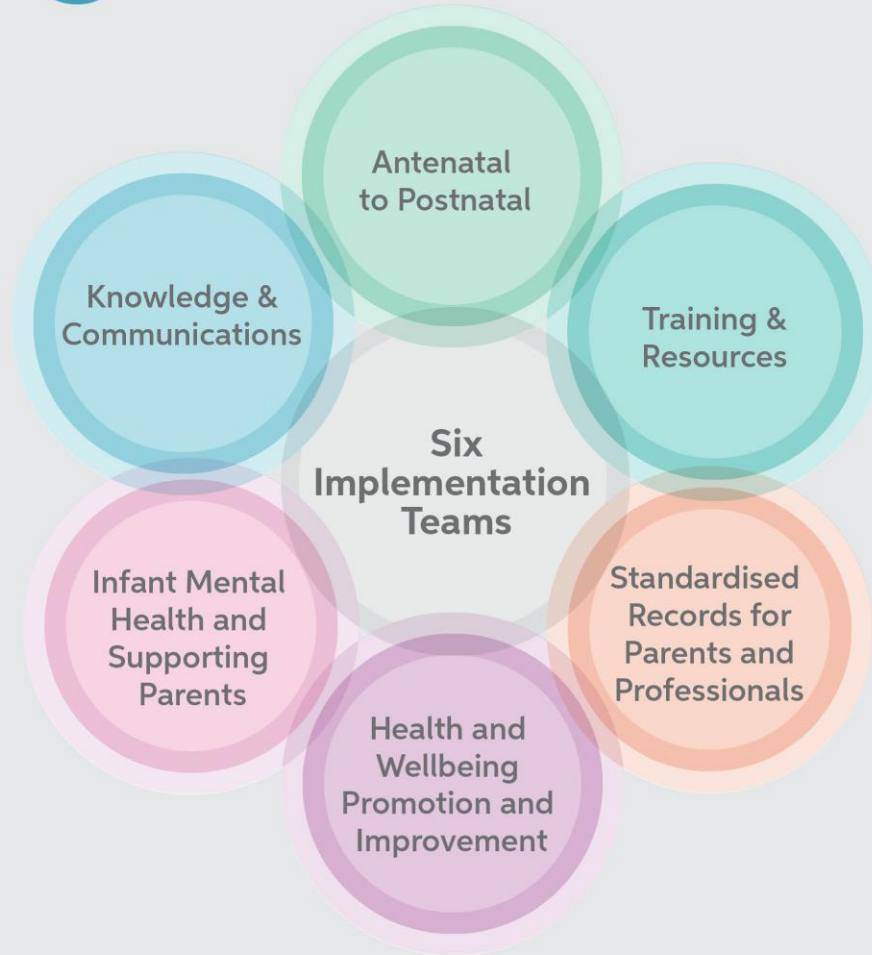 Antenatal
to Postnatal
Knowledge &
Communications
Training &
Resources
Six
Implementation
Teams
Infant Mental
Health and
Supporting
Parents
Standardised
Records for
Parents and
Professionals
Health and
Wellbeing
Promotion and
Improvement